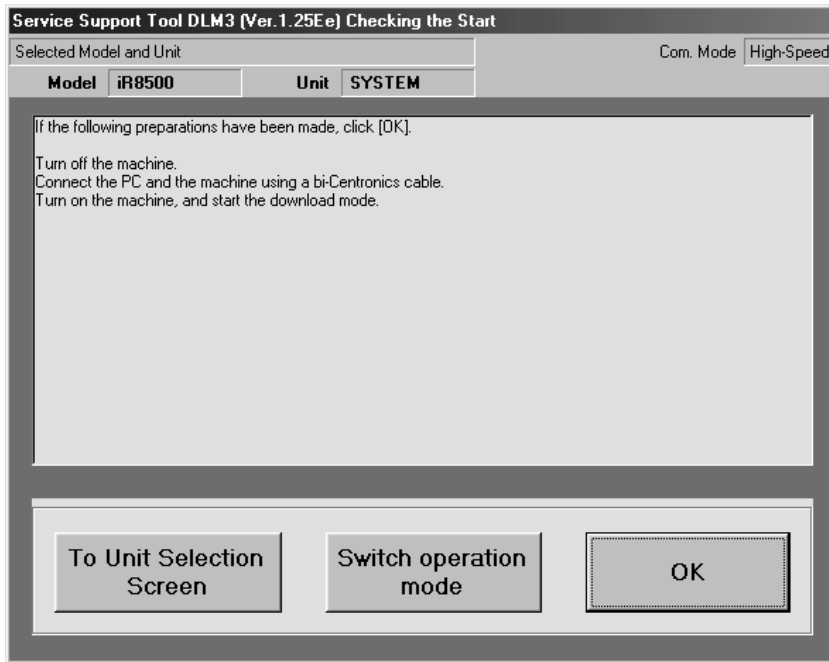 Service Support Tool DLM3 (Ver.1.25Ee) Checking the Start
Selected Model and Unit
Com. Mode High-Speed
Model iR8500 Unit SYSTEM
If the following preparations have been made, click [OK].
Turn off the machine.
Connect the PC and the machine using a bi-Centronics cable.
Turn on the machine, and start the download mode.
To Unit Selection
Screen
Switch operation
mode
OK